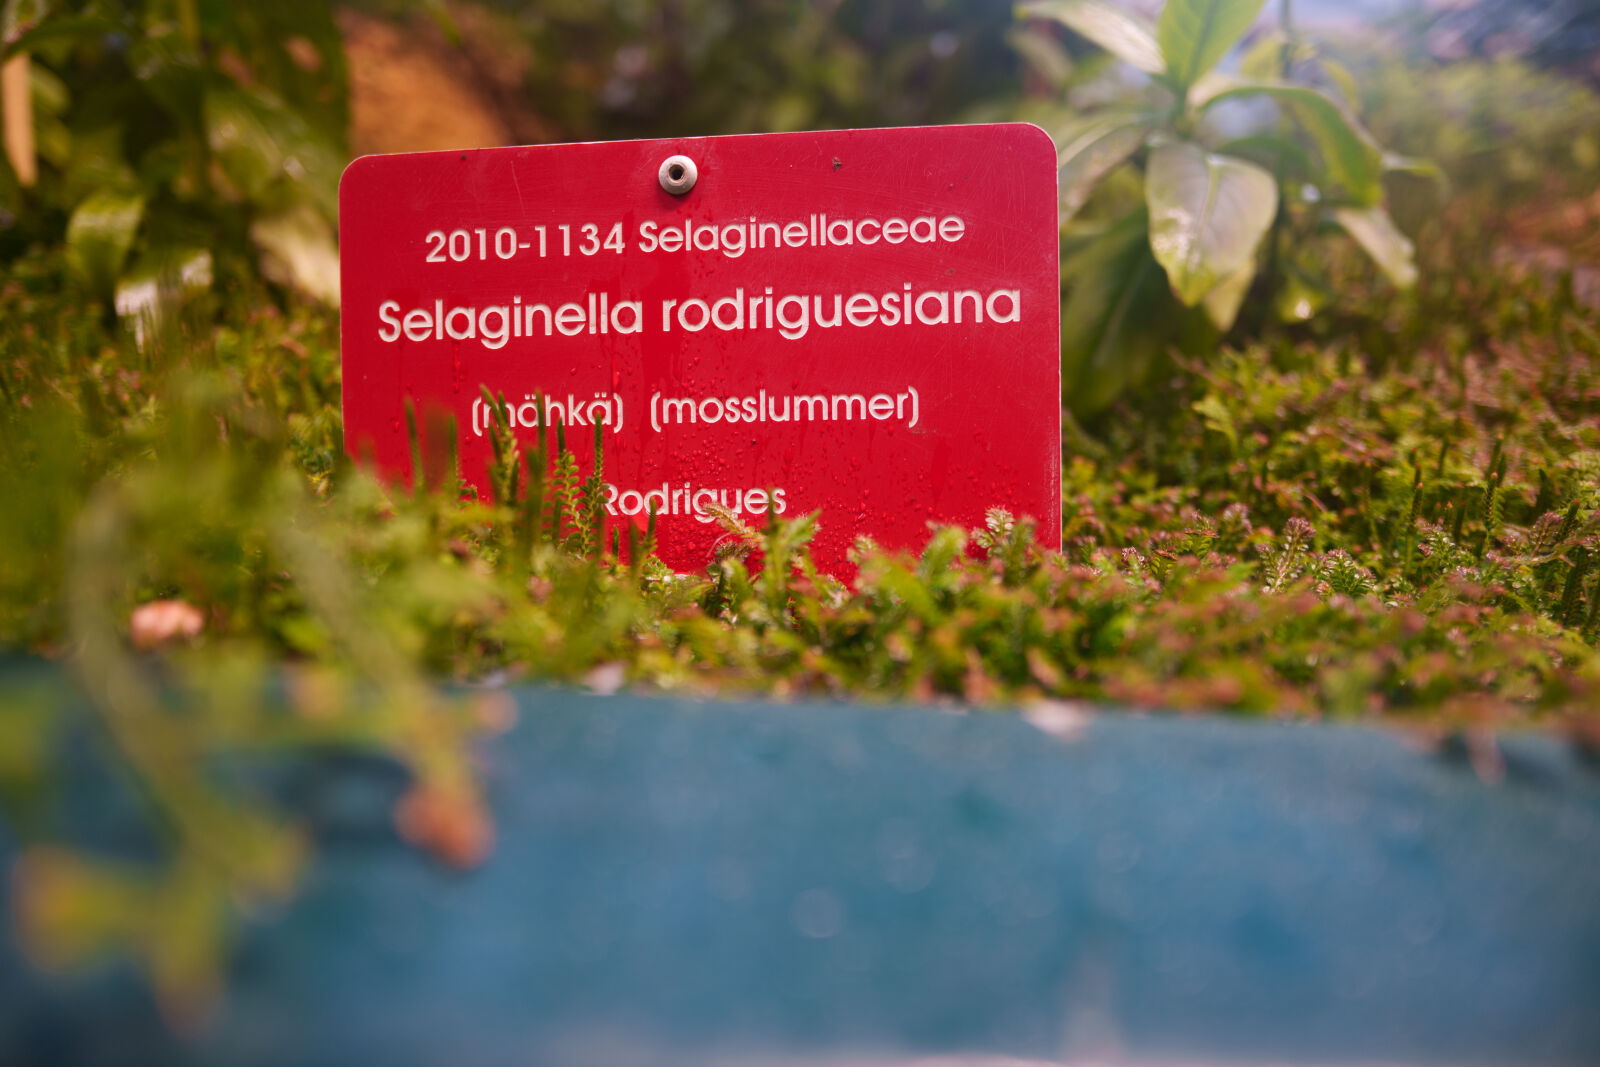 2010-1134 Selaginellaceae
Selaginella rodriguesiana
(mähkä) (mosslummer)
Rodrigues